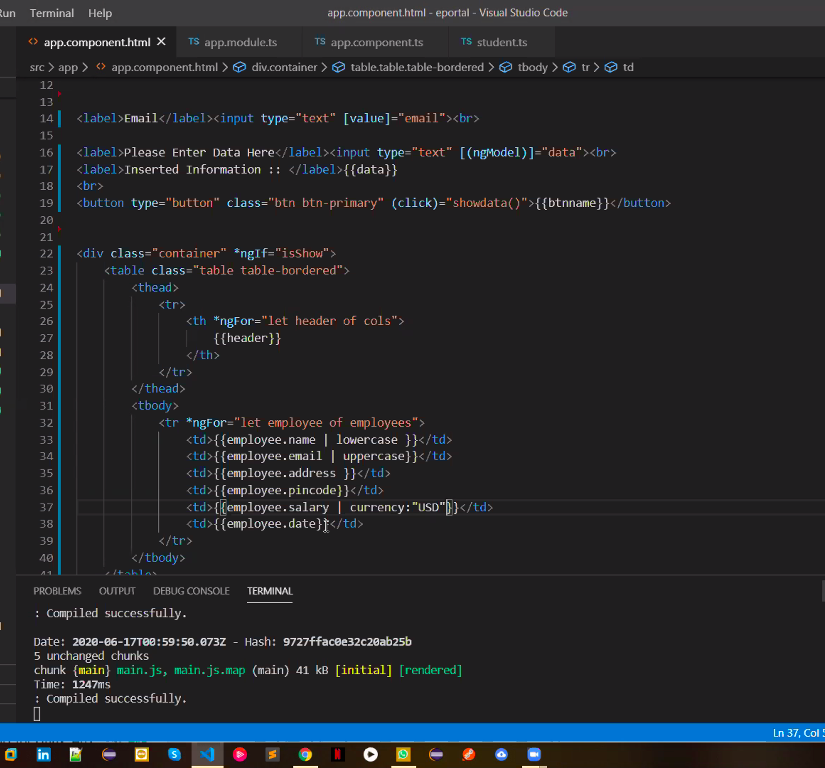 Run Terminal Help app.component.html - eportal - Visual Studio Code
<> app.component.html × TS app.module.ts TS app.component.ts TS student.ts
src > app > <> app.component.html > div.container > table.table.table-bordered > tbody > tr > td
12
13
14 <label>Email</label><input type="text" [value]="email"><br>
15
16 <label>Please Enter Data Here</label><input type="text" [(ngModel)]="data"><br>
17 <label>Inserted Information :: </label>{{data}}
18 <br>
19 <button type="button" class="btn btn-primary" (click)="showdata()">{{btnname}}</button>
20
21
22 <div class="container" *ngIf="isShow">
23 <table class="table table-bordered">
24 <thead>
25 <tr>
26 <th *ngFor="let header of cols">
27 {{header}}
28 </th>
29 </tr>
30 </thead>
31 <tbody>
32 <tr *ngFor="let employee of employees">
33 <td>{{employee.name | lowercase }}</td>
34 <td>{{employee.email | uppercase}}</td>
35 <td>{{employee.address }}</td>
36 <td>{{employee.pincode}}</td>
37 <td>{{employee.salary | currency:"USD"}}</td>
38 <td>{{employee.date}}</td>
39 </tr>
40 </tbody>
41 </table>
PROBLEMS OUTPUT DEBUG CONSOLE TERMINAL
: Compiled successfully.
Date: 2020-06-17T00:59:50.073Z - Hash: 9727ffac0e32c20ab25b
5 unchanged chunks
chunk {main} main.js, main.js.map (main) 41 kB [initial] [rendered]
Time: 1247ms
: Compiled successfully.
Ln 37, Col